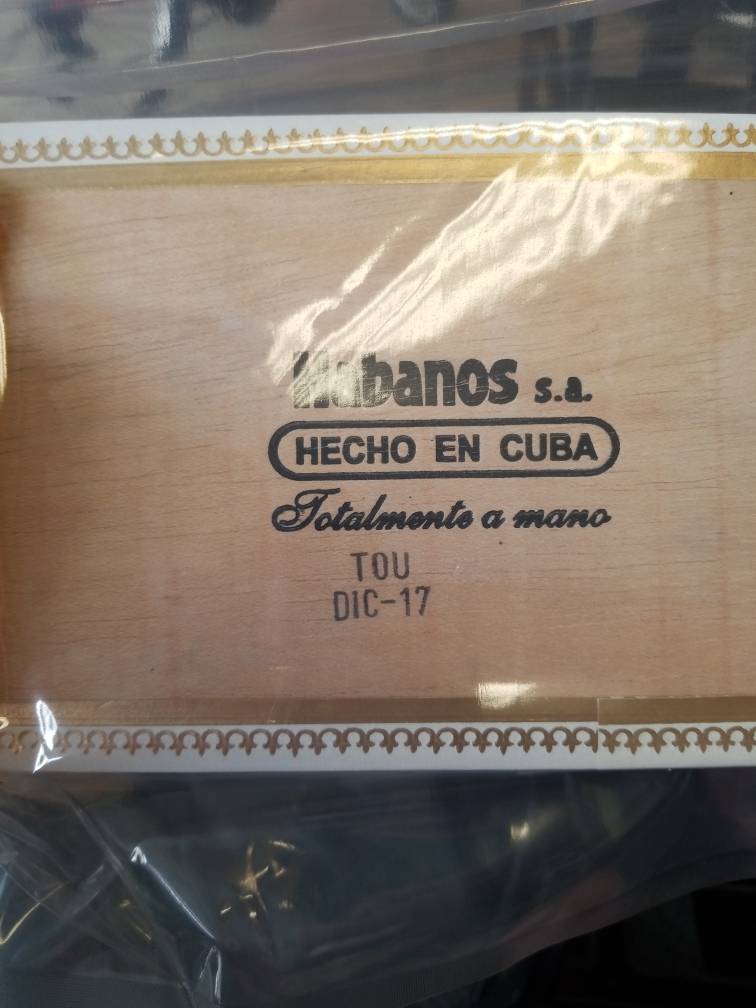 Habanos s.a.
HECHO EN CUBA
Totalmente a mano
TOU
DIC-17